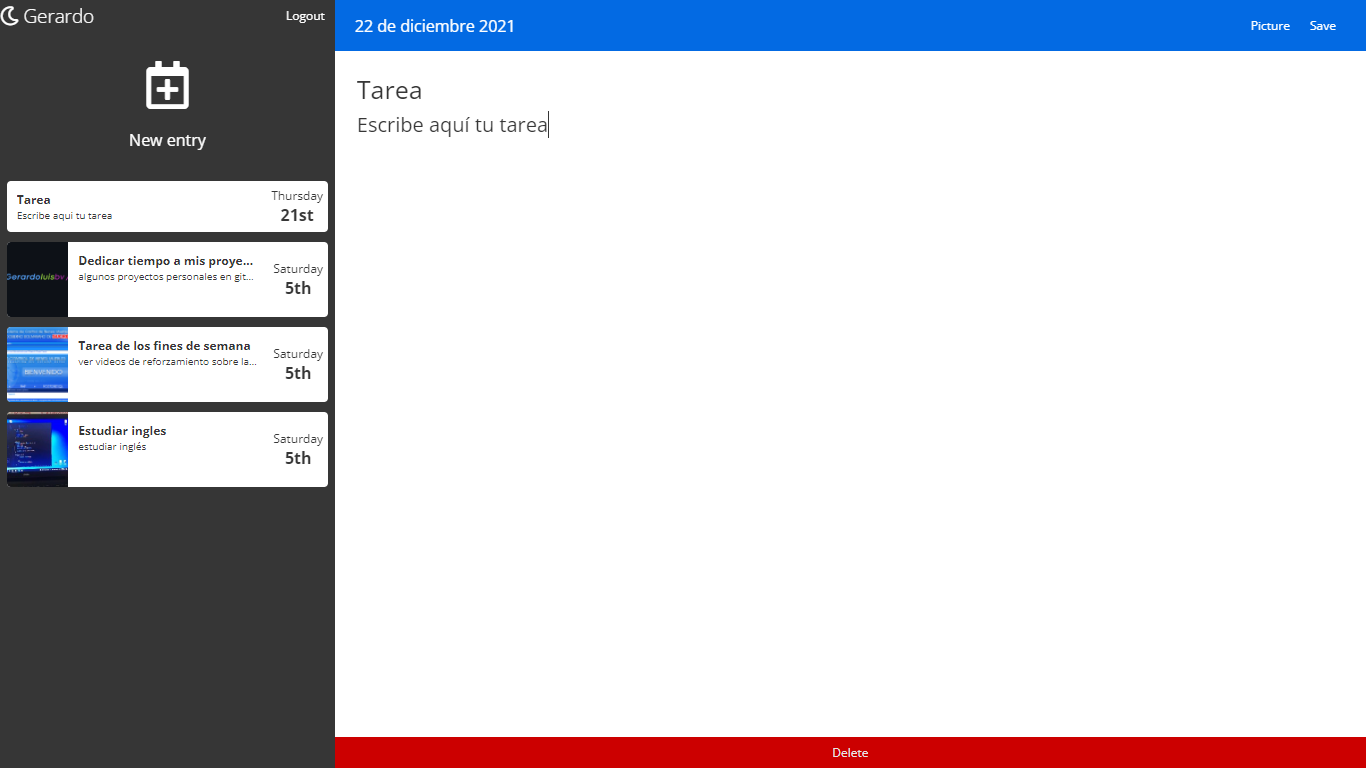 Gerardo
Logout
New entry
Tarea
Escribe aquí tu tarea
Thursday
21st
Gerardoluisbv
Dedicar tiempo a mis proye...
algunos proyectos personales en git...
Saturday
5th
BENVENIDO
Tarea de los fines de semana
ver videos de reforzamiento sobre la...
Saturday
5th
Estudiar ingles
estudiar inglés
Saturday
5th
22 de diciembre 2021
Picture
Save
Tarea
Escribe aquí tu tarea
Delete